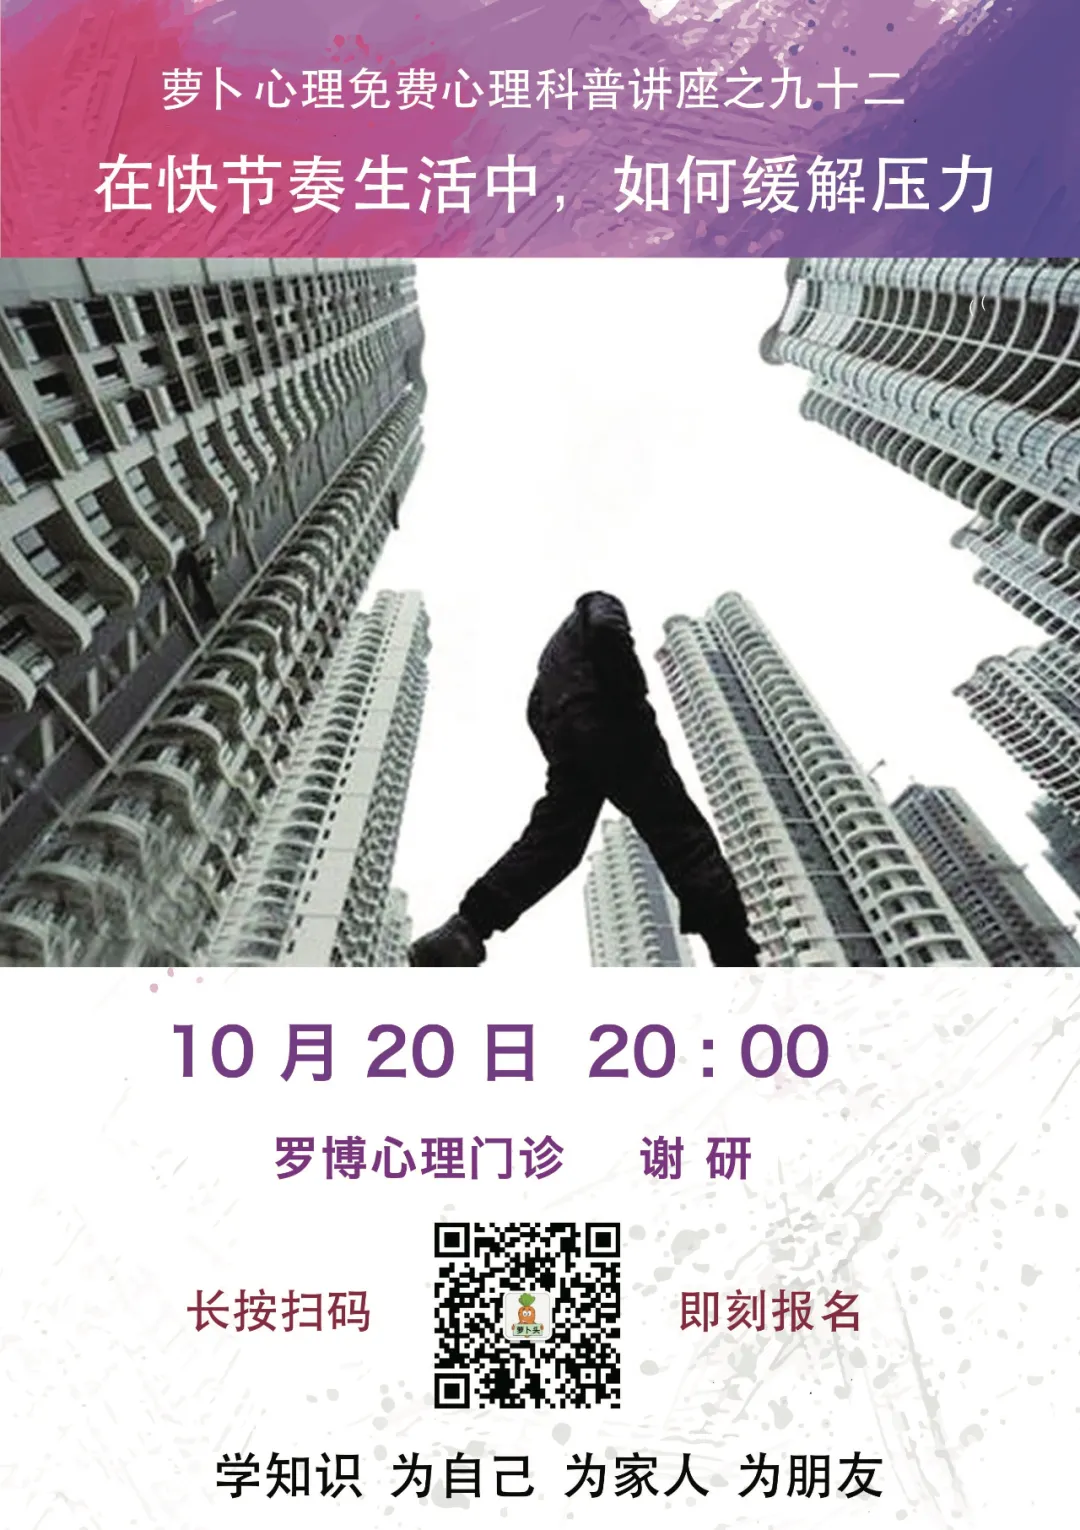 萝卜心理免费心理科普讲座之九十二
在快节奏生活中，如何缓解压力
10月20日 20:00
罗博心理门诊 谢研
长按扫码 即刻报名
萝卜头
学知识 为自己 为家人 为朋友